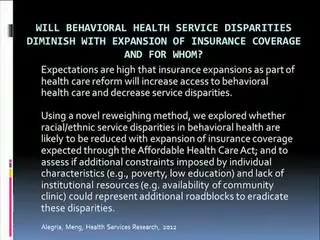 WILL BEHAVIORAL HEALTH SERVICE DISPARITIES
DIMINISH WITH EXPANSION OF INSURANCE COVERAGE
AND FOR WHOM?
Expectations are high that insurance expansions as part of
health care reform will increase access to behavioral
health care and decrease service disparities.
Using a novel reweighing method, we explored whether
racial/ethnic service disparities in behavioral health are
likely to be reduced with expansion of insurance coverage
expected through the Affordable Health Care Act; and to
assess if additional constraints imposed by individual
characteristics (e.g., poverty, low education) and lack of
institutional resources (e.g. availability of community
clinic) could represent additional roadblocks to eradicate
these disparities.
Alegria, Meng, Health Services Research, 2012